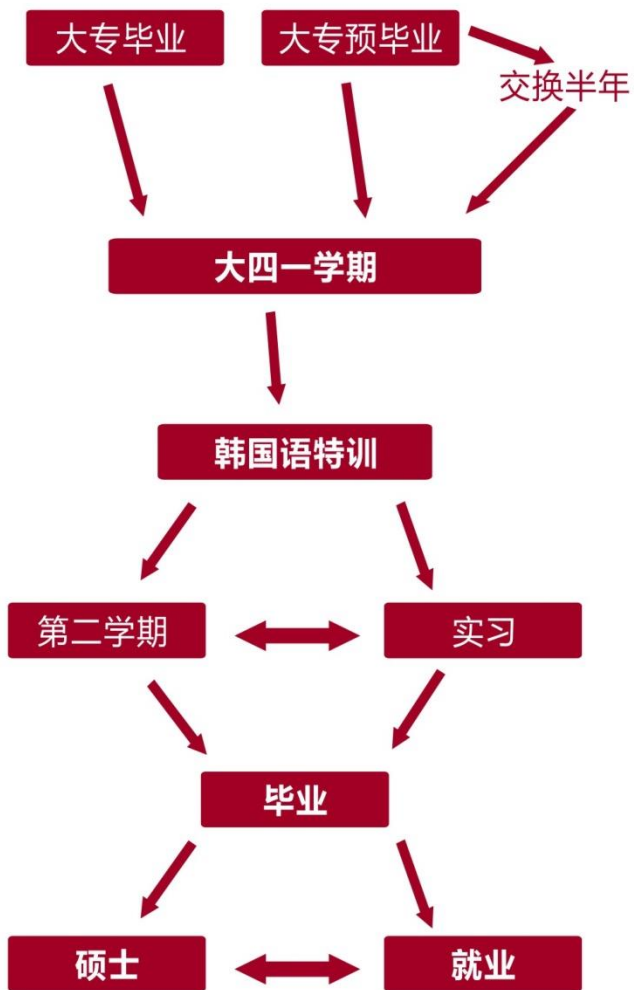 大专毕业
大专预毕业
交换半年
大四一学期
韩国语特训
第二学期
实习
毕业
硕士
就业